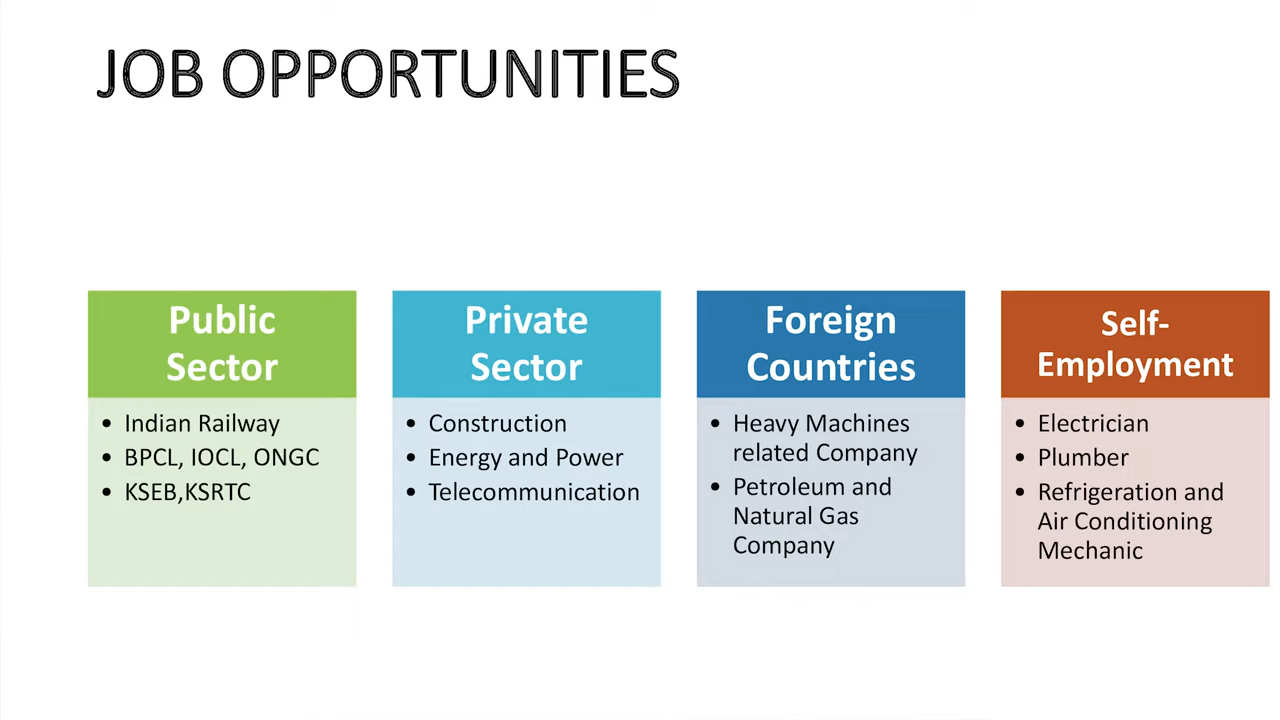 JOB OPPORTUNITIES
Public
Sector
• Indian Railway
• BPCL, IOCL, ONGC
• KSEB,KSRTC
Private
Sector
• Construction
• Energy and Power
• Telecommunication
Foreign
Countries
• Heavy Machines
related Company
• Petroleum and
Natural Gas
Company
Self-
Employment
• Electrician
• Plumber
• Refrigeration and
Air Conditioning
Mechanic